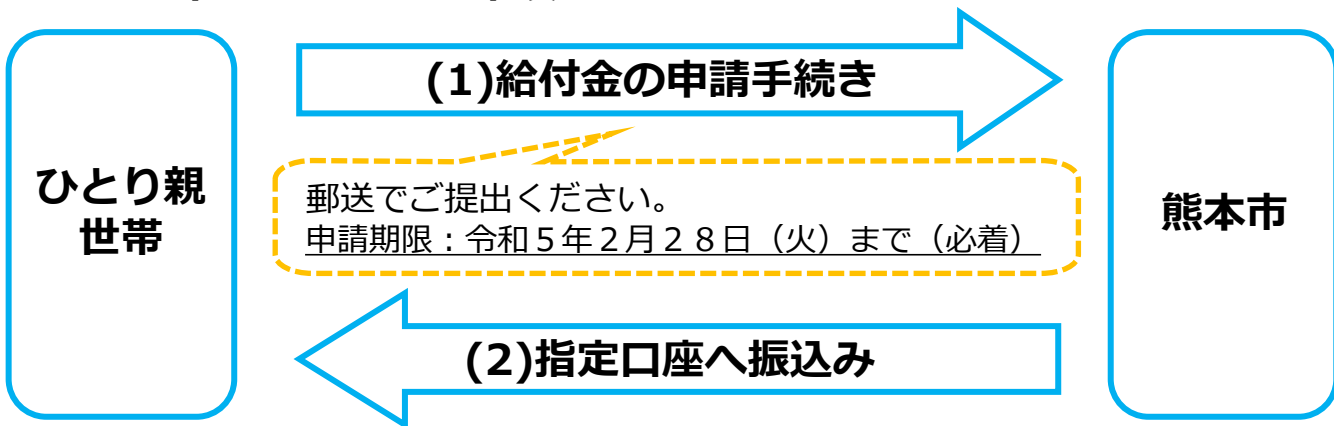 (1)給付金の申請手続き
ひとり親
世帯
郵送でご提出ください。
申請期限：令和５年２月２８日（火）まで（必着）
熊本市
(2)指定口座へ振込み